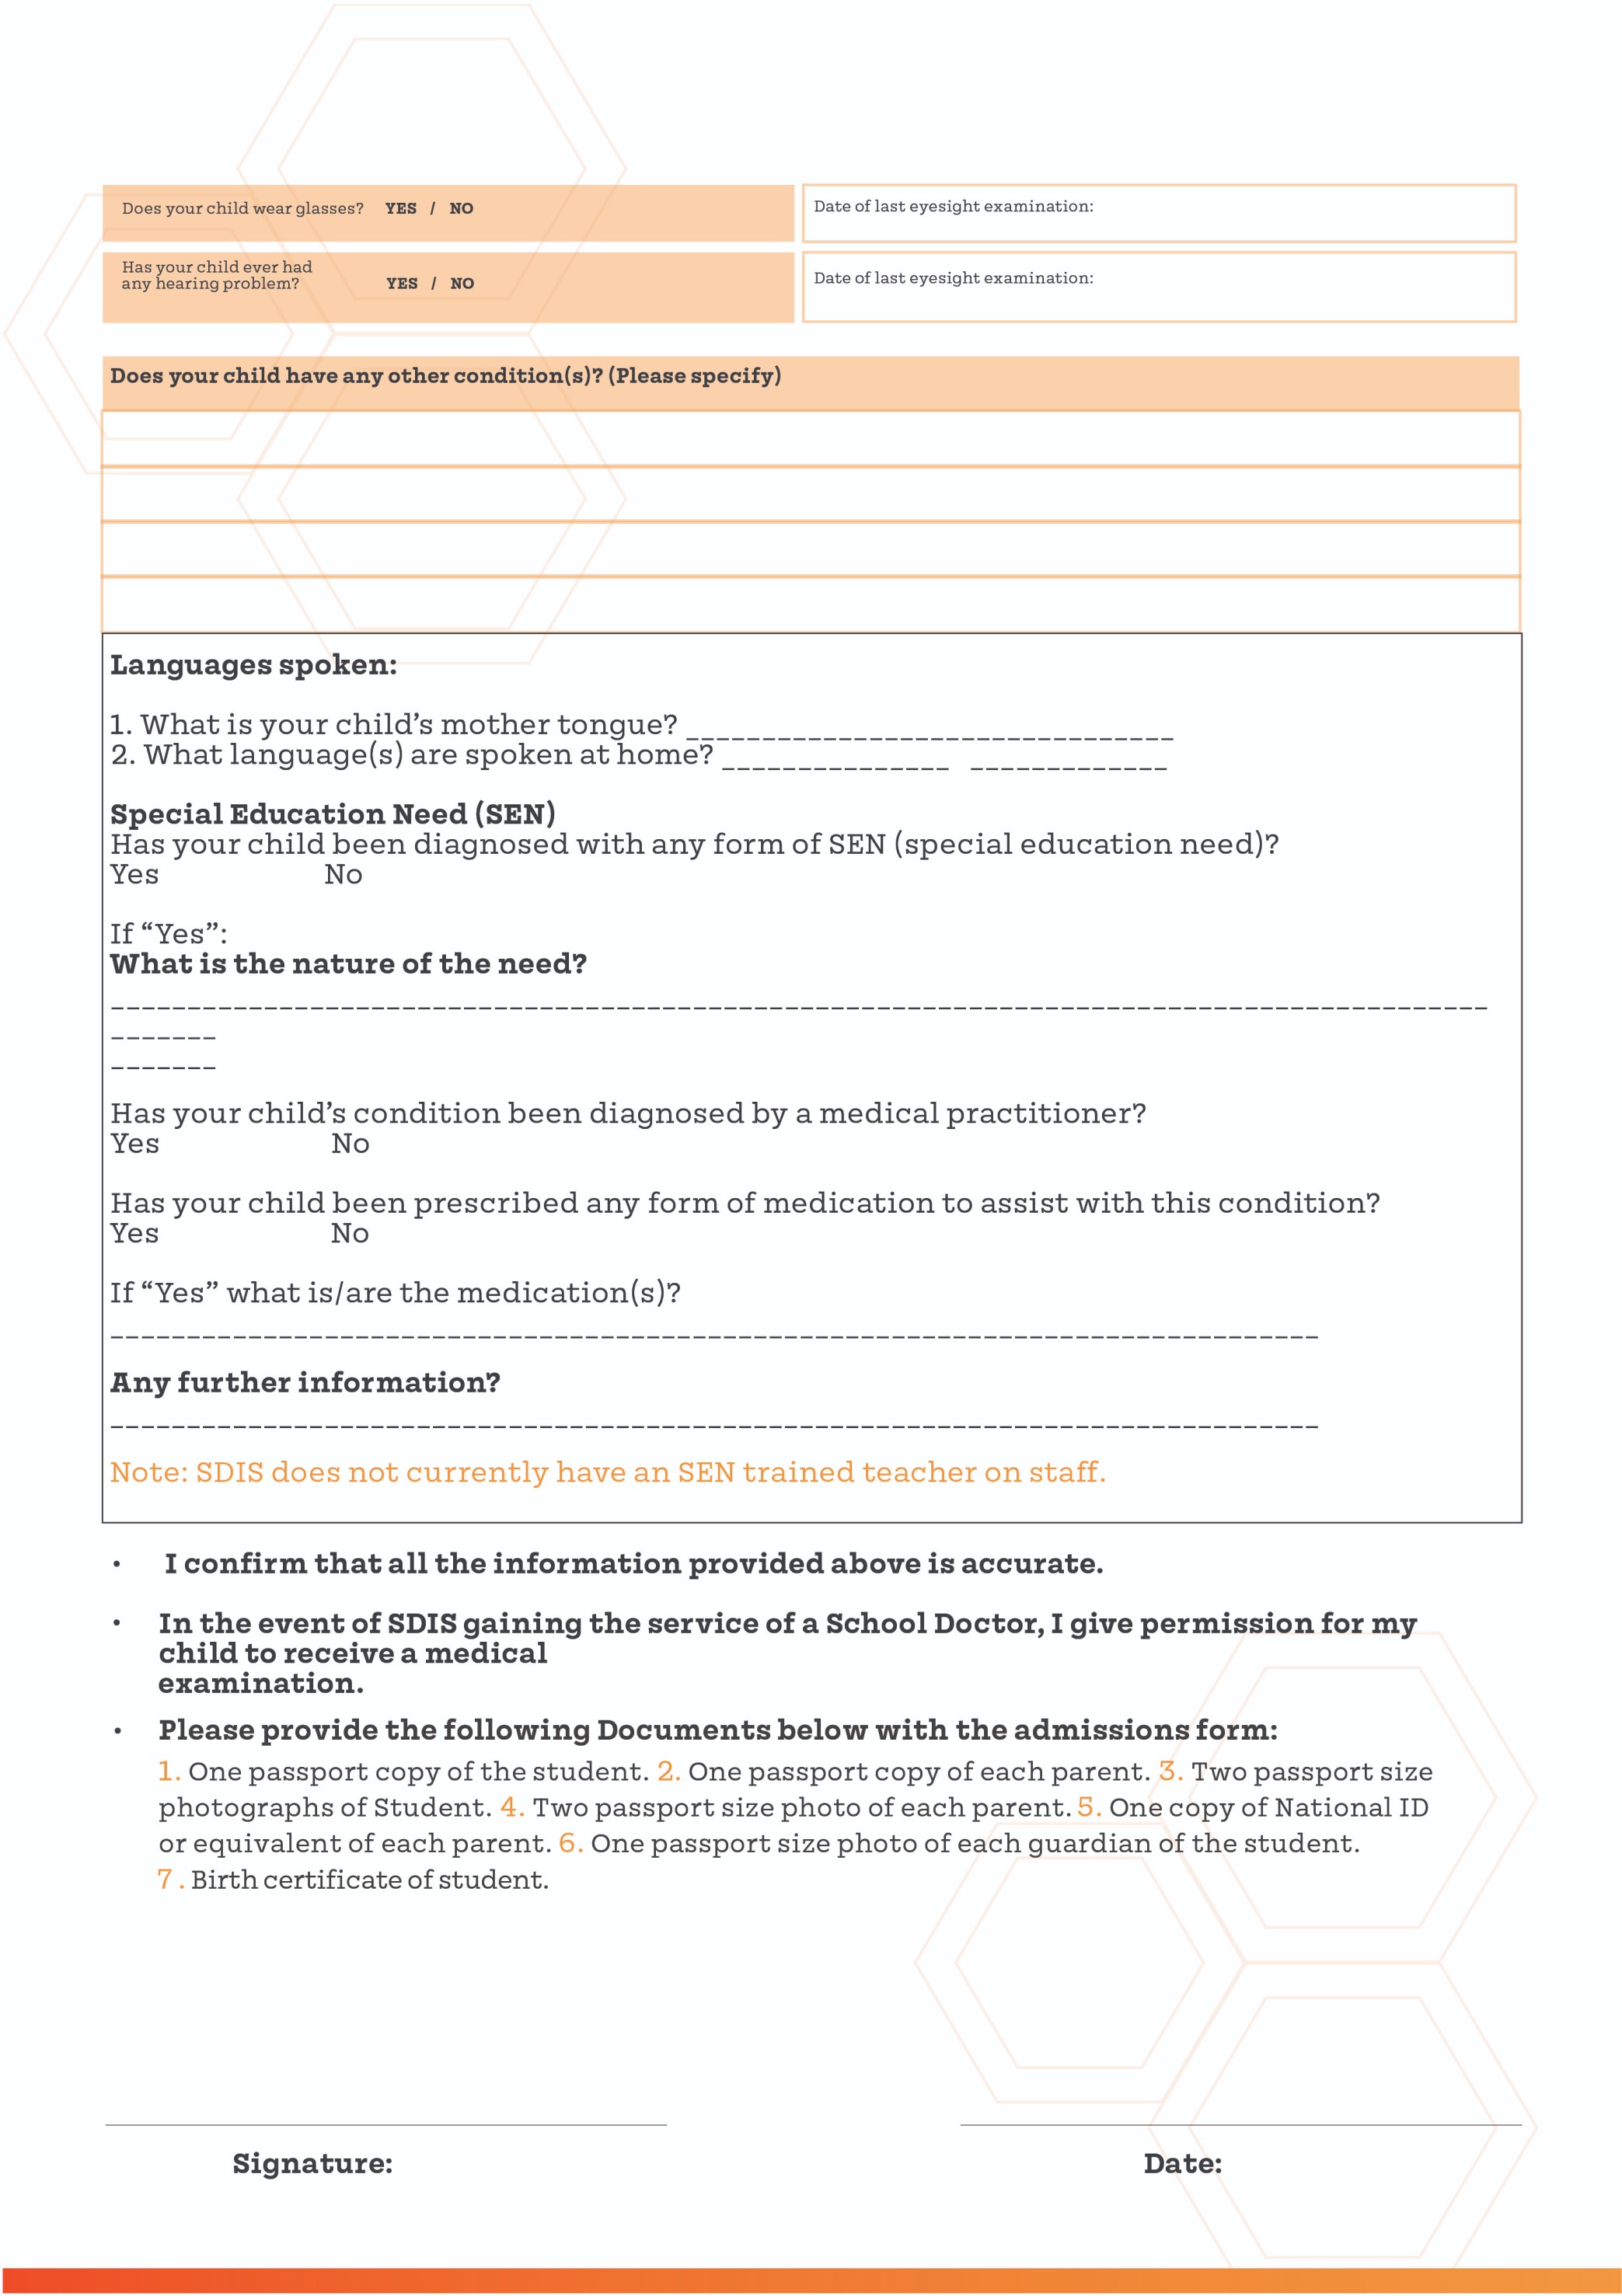 Does your child wear glasses? YES / NO
Date of last eyesight examination:
Has your child ever had
any hearing problem? YES / NO
Date of last eyesight examination:
Does your child have any other condition(s)? (Please specify)
Languages spoken:
1. What is your child’s mother tongue? ________________________________
2. What language(s) are spoken at home? _______________ _____________
Special Education Need (SEN)
Has your child been diagnosed with any form of SEN (special education need)?
Yes No
If “Yes”:
What is the nature of the need?
__________________________________________________________________________________________
_______
_______
Has your child’s condition been diagnosed by a medical practitioner?
Yes No
Has your child been prescribed any form of medication to assist with this condition?
Yes No
If “Yes” what is/are the medication(s)?
_______________________________________________________________________________
Any further information?
_______________________________________________________________________________
Note: SDIS does not currently have an SEN trained teacher on staff.
• I confirm that all the information provided above is accurate.
• In the event of SDIS gaining the service of a School Doctor, I give permission for my
child to receive a medical
examination.
• Please provide the following Documents below with the admissions form:
1. One passport copy of the student. 2. One passport copy of each parent. 3. Two passport size
photographs of Student. 4. Two passport size photo of each parent. 5. One copy of National ID
or equivalent of each parent. 6. One passport size photo of each guardian of the student.
7 . Birth certificate of student.
Signature: Date: